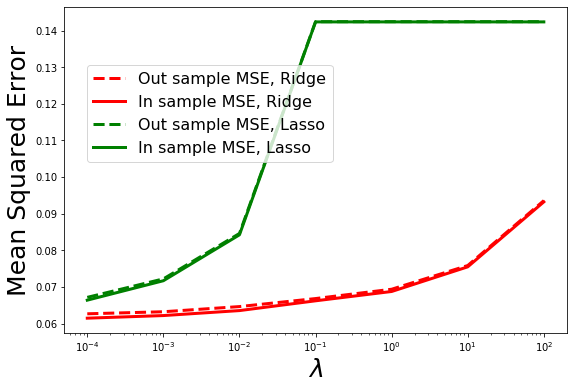 0.14
0.13
0.12
0.11
0.10
0.09
0.08
0.07
0.06
Mean Squared Error
Out sample MSE, Ridge
In sample MSE, Ridge
Out sample MSE, Lasso
In sample MSE, Lasso
10⁻⁴ 10⁻³ 10⁻² 10⁻¹ 10⁰ 10¹ 10²
λ